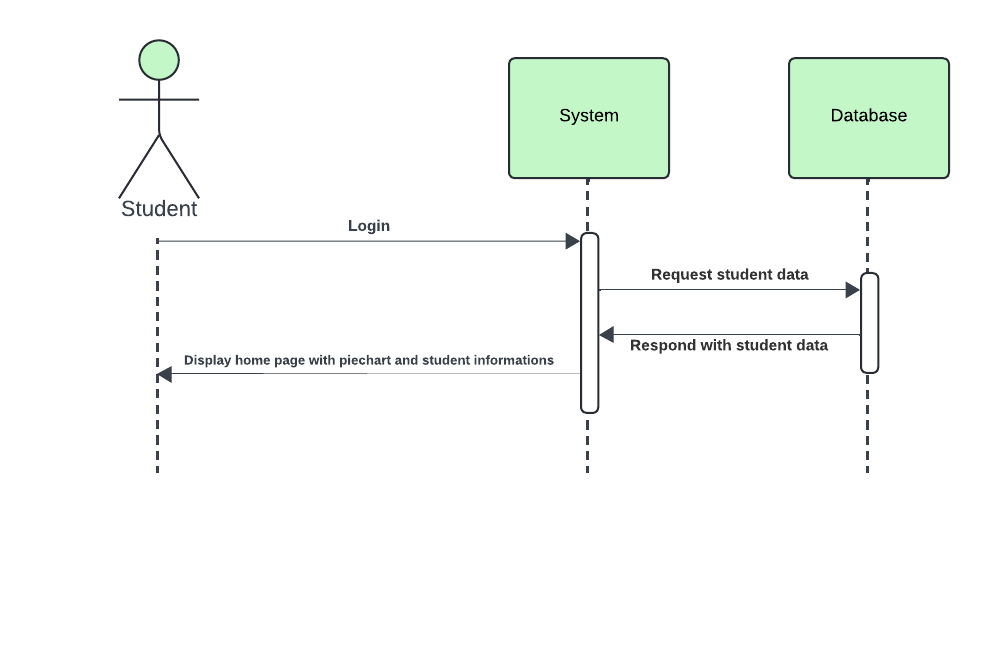 System
Database
Student
Login
Request student data
Respond with student data
Display home page with piechart and student informations